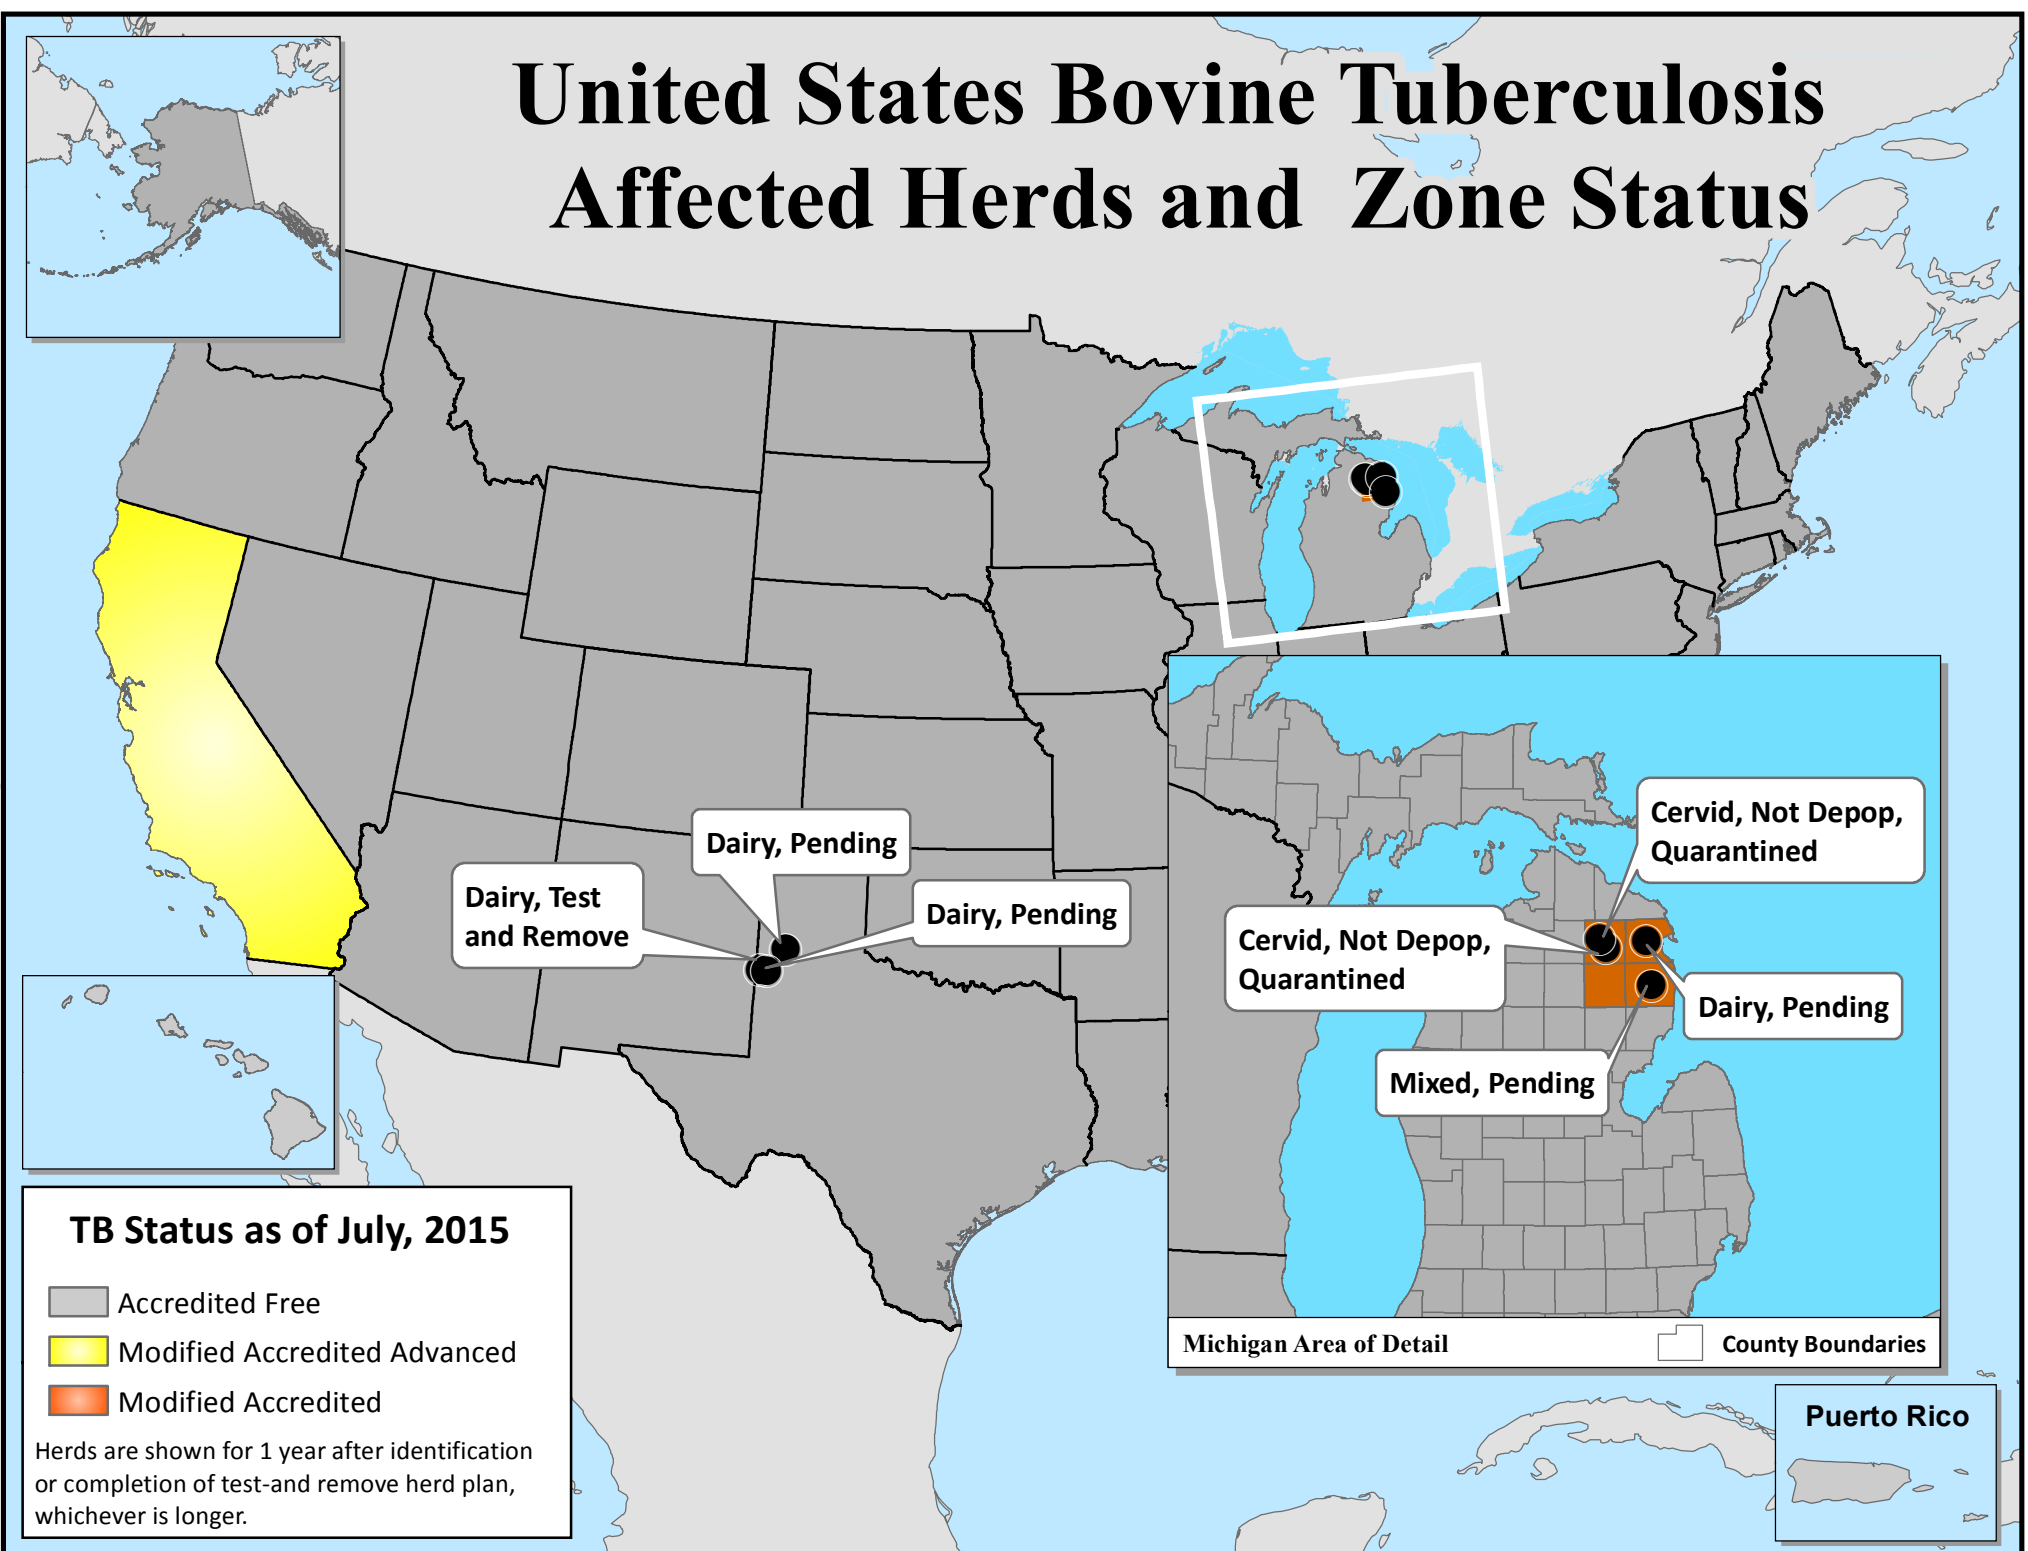 United States Bovine Tuberculosis
Affected Herds and Zone Status
Dairy, Pending
Dairy, Test
and Remove
Dairy, Pending
Cervid, Not Depop,
Quarantined
Cervid, Not Depop,
Quarantined
Dairy, Pending
Mixed, Pending
Michigan Area of Detail
County Boundaries
TB Status as of July, 2015
Accredited Free
Modified Accredited Advanced
Modified Accredited
Herds are shown for 1 year after identification
or completion of test-and remove herd plan,
whichever is longer.
Puerto Rico